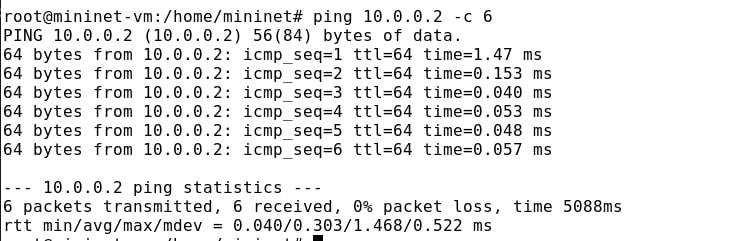 root@mininet-vm:/home/mininet# ping 10.0.0.2 -c 6
PING 10.0.0.2 (10.0.0.2) 56(84) bytes of data.
64 bytes from 10.0.0.2: icmp_seq=1 ttl=64 time=1.47 ms
64 bytes from 10.0.0.2: icmp_seq=2 ttl=64 time=0.153 ms
64 bytes from 10.0.0.2: icmp_seq=3 ttl=64 time=0.040 ms
64 bytes from 10.0.0.2: icmp_seq=4 ttl=64 time=0.053 ms
64 bytes from 10.0.0.2: icmp_seq=5 ttl=64 time=0.048 ms
64 bytes from 10.0.0.2: icmp_seq=6 ttl=64 time=0.057 ms
--- 10.0.0.2 ping statistics ---
6 packets transmitted, 6 received, 0% packet loss, time 5088ms
rtt min/avg/max/mdev = 0.040/0.303/1.468/0.522 ms
root@mininet-vm:/home/mininet#